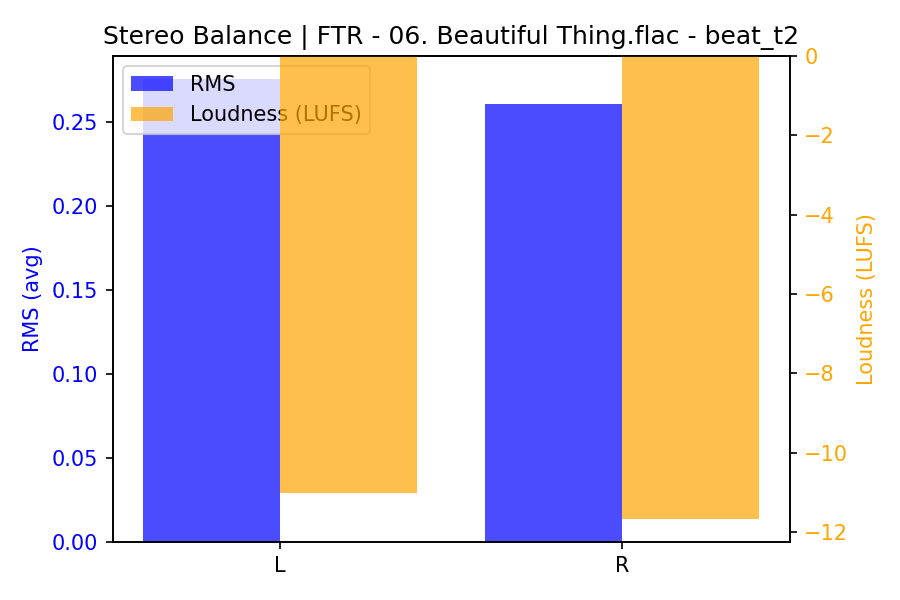 Stereo Balance | FTR - 06. Beautiful Thing.flac - beat_t2
RMS
Loudness (LUFS)
RMS (avg)
0.25
0.20
0.15
0.10
0.05
0.00
0
−2
−4
−6
−8
−10
−12
Loudness (LUFS)
L
R